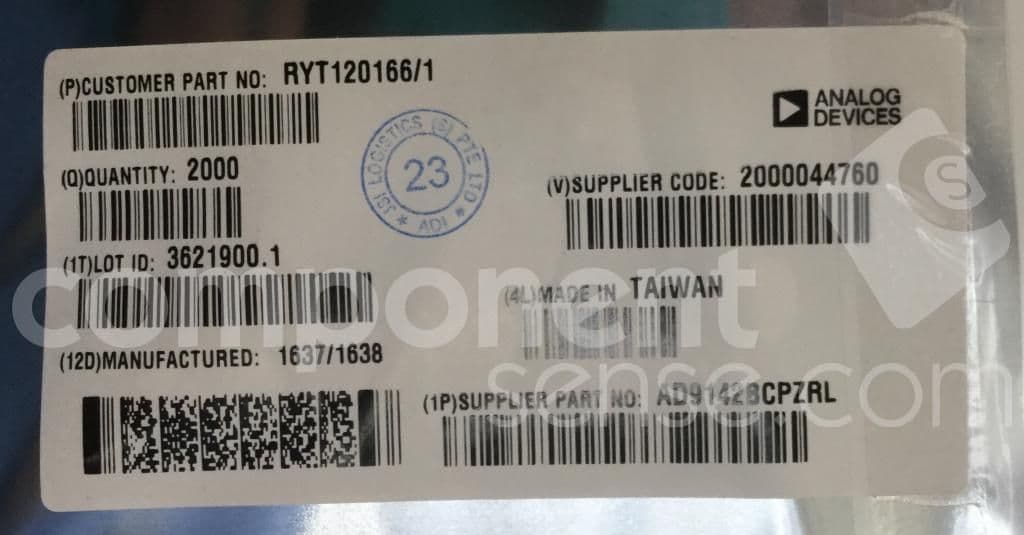 (P)CUSTOMER PART NO: RYT120166/1
ANALOG
DEVICES
JSI LOGISTICS (S) PTE LTD
23
* ADI *
(Q)QUANTITY: 2000
(V)SUPPLIER CODE: 2000044760
(1T)LOT ID: 3621900.1
(4L)MADE IN TAIWAN
(12D)MANUFACTURED: 1637/1638
(1P)SUPPLIER PART NO: AD9142BCPZRL
S
component
sense.com